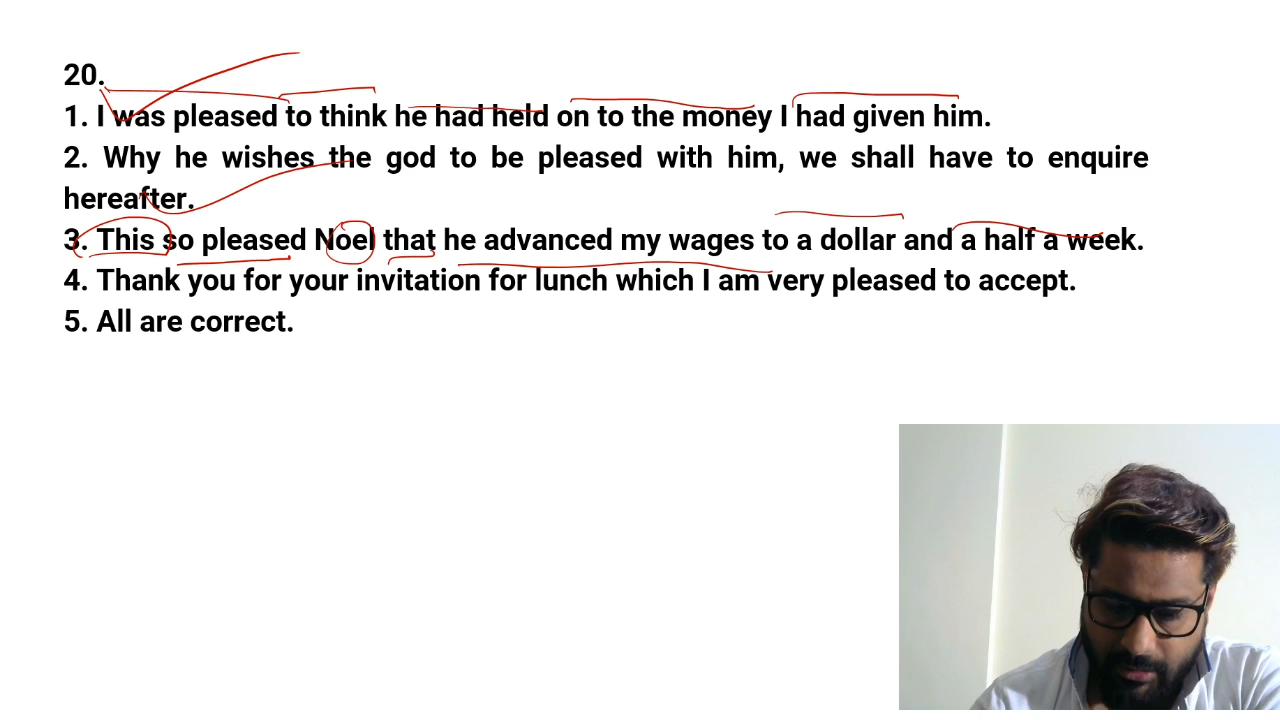 20.
1. I was pleased to think he had held on to the money I had given him.
2. Why he wishes the god to be pleased with him, we shall have to enquire
hereafter.
3. This so pleased Noel that he advanced my wages to a dollar and a half a week.
4. Thank you for your invitation for lunch which I am very pleased to accept.
5. All are correct.